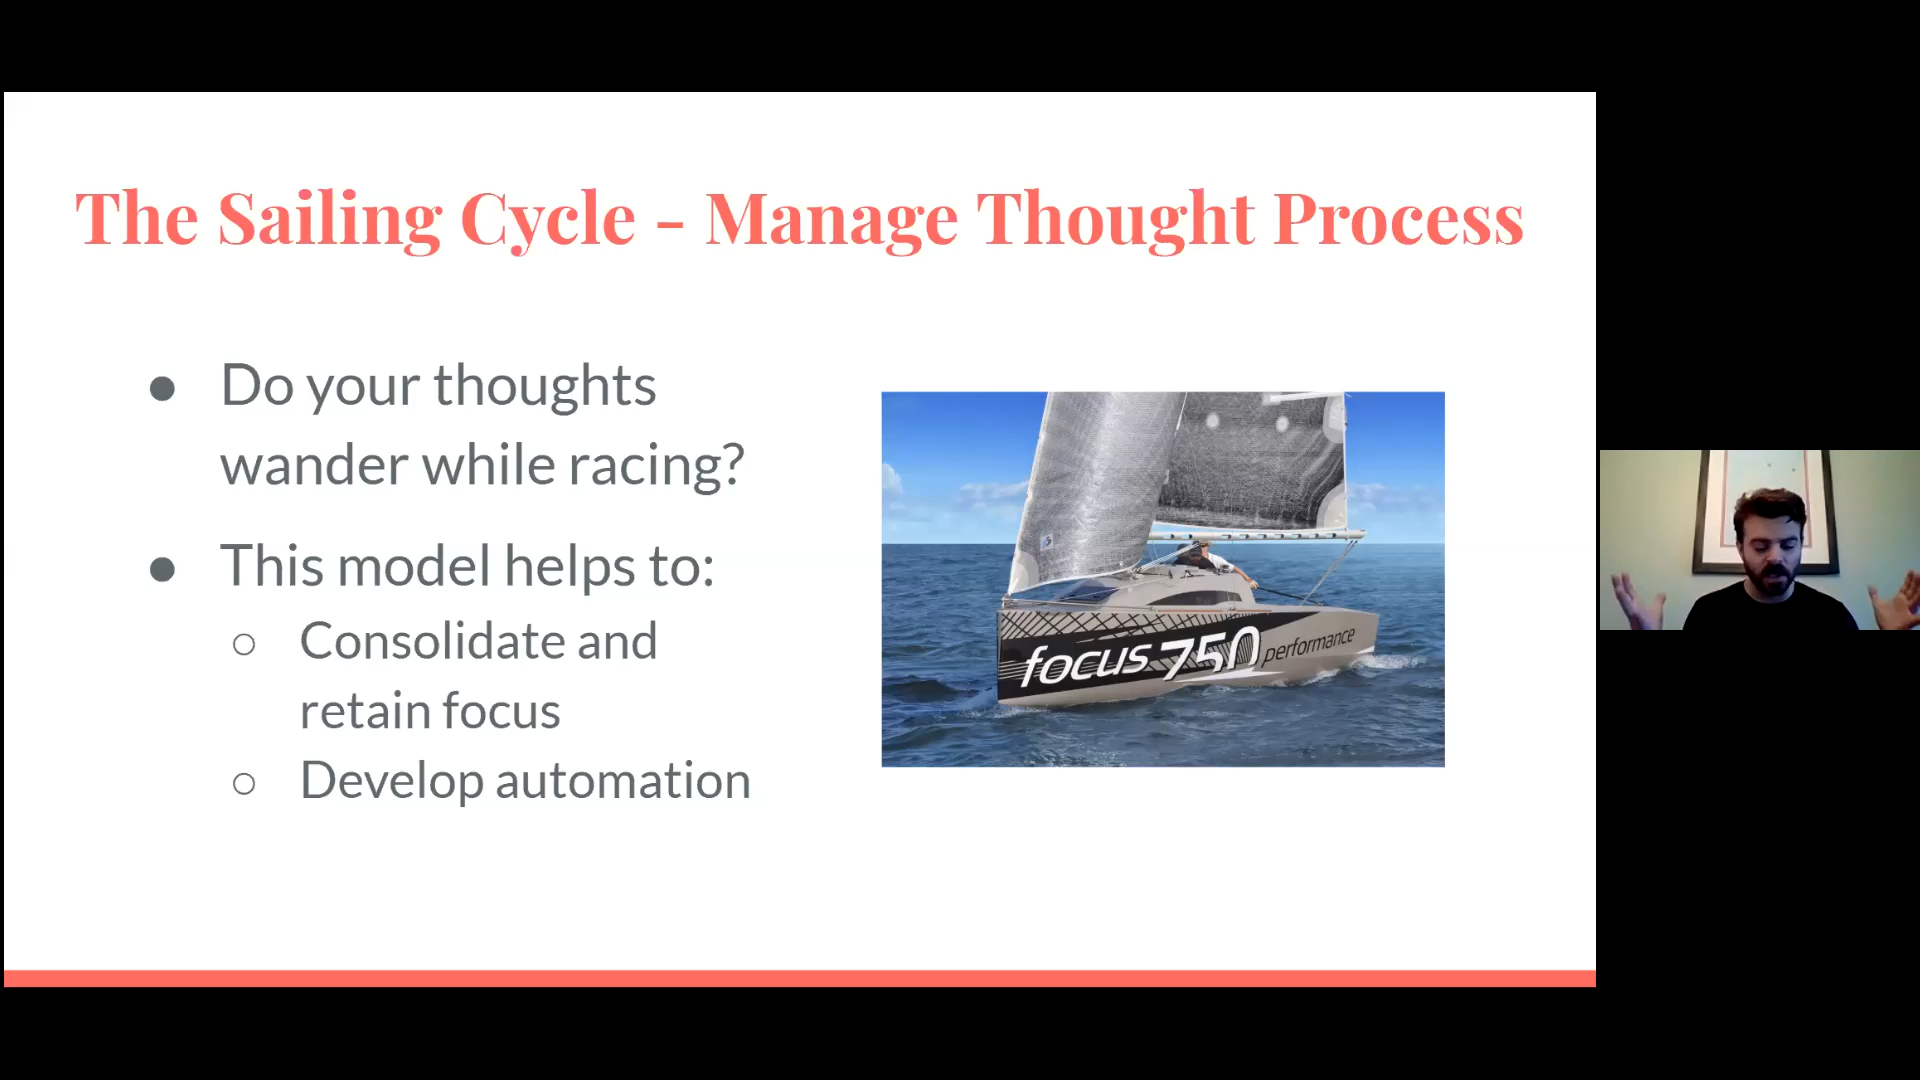 The Sailing Cycle - Manage Thought Process
● Do your thoughts
wander while racing?
● This model helps to:
○ Consolidate and
retain focus
○ Develop automation
focus 750 performance